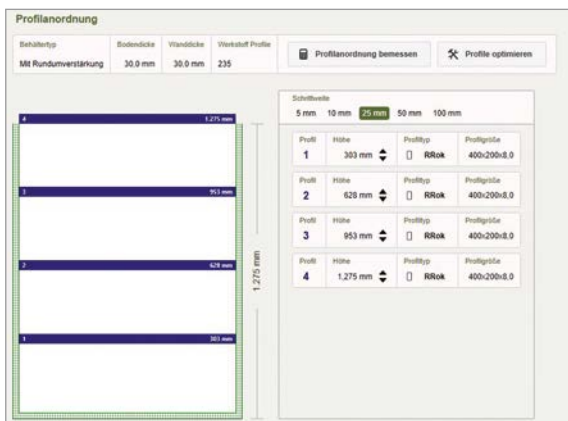 Profilanordnung
Behältertyp Bodendicke Wanddicke Werkstoff Profile
Mit Rundumverstärkung 30,0 mm 30,0 mm 235
Profilanordnung bemessen
Profile optimieren
4 1.275 mm
3 953 mm
2 628 mm
1 303 mm
1.275 mm
Schrittweite
5 mm 10 mm 25 mm 50 mm 100 mm
Profil Höhe Profiltyp Profilgröße
1 303 mm RRok 400x200x8,0
Profil Höhe Profiltyp Profilgröße
2 628 mm RRok 400x200x8,0
Profil Höhe Profiltyp Profilgröße
3 953 mm RRok 400x200x8,0
Profil Höhe Profiltyp Profilgröße
4 1.275 mm RRok 400x200x8,0